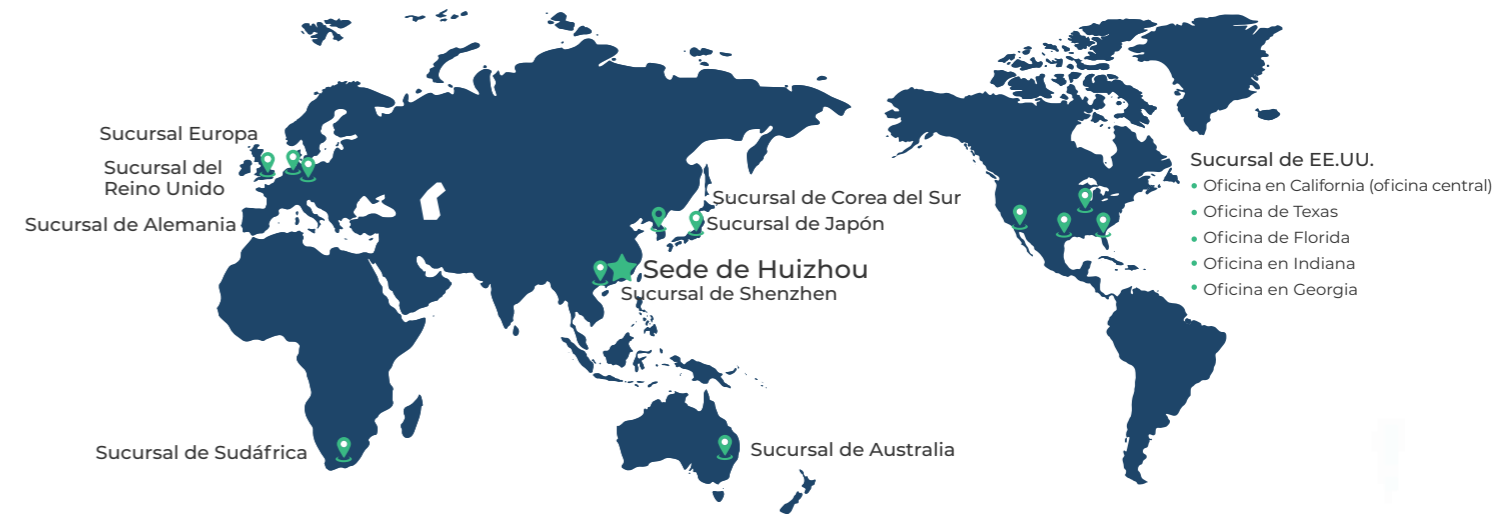 Sucursal Europa
Sucursal del
Reino Unido
Sucursal de Alemania
Sucursal de Corea del Sur
Sucursal de Japón
Sede de Huizhou
Sucursal de Shenzhen
Sucursal de Sudáfrica
Sucursal de Australia
Sucursal de EE.UU.
• Oficina en California (oficina central)
• Oficina de Texas
• Oficina de Florida
• Oficina en Indiana
• Oficina en Georgia